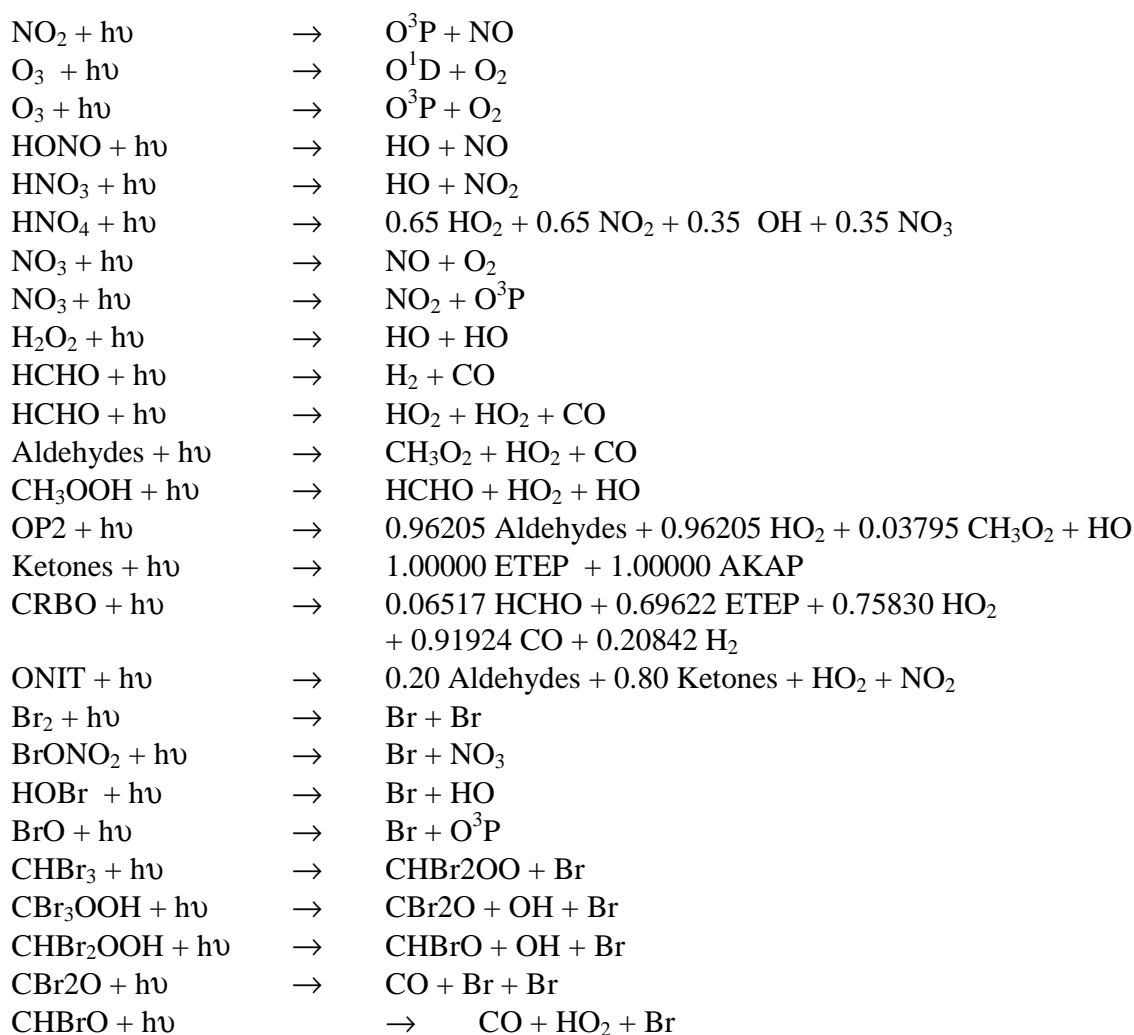 NO₂ + hυ → O³P + NO
O₃ + hυ → O¹D + O₂
O₃ + hυ → O³P + O₂
HONO + hυ → HO + NO
HNO₃ + hυ → HO + NO₂
HNO₄ + hυ → 0.65 HO₂ + 0.65 NO₂ + 0.35 OH + 0.35 NO₃
NO₃ + hυ → NO + O₂
NO₃ + hυ → NO₂ + O³P
H₂O₂ + hυ → HO + HO
HCHO + hυ → H₂ + CO
HCHO + hυ → HO₂ + HO₂ + CO
Aldehydes + hυ → CH₃O₂ + HO₂ + CO
CH₃OOH + hυ → HCHO + HO₂ + HO
OP2 + hυ → 0.96205 Aldehydes + 0.96205 HO₂ + 0.03795 CH₃O₂ + HO
Ketones + hυ → 1.00000 ETEP + 1.00000 AKAP
CRBO + hυ → 0.06517 HCHO + 0.69622 ETEP + 0.75830 HO₂
+ 0.91924 CO + 0.20842 H₂
ONIT + hυ → 0.20 Aldehydes + 0.80 Ketones + HO₂ + NO₂
Br₂ + hυ → Br + Br
BrONO₂ + hυ → Br + NO₃
HOBr + hυ → Br + HO
BrO + hυ → Br + O³P
CHBr₃ + hυ → CHBr2OO + Br
CBr₃OOH + hυ → CBr2O + OH + Br
CHBr₂OOH + hυ → CHBrO + OH + Br
CBr2O + hυ → CO + Br + Br
CHBrO + hυ → CO + HO₂ + Br